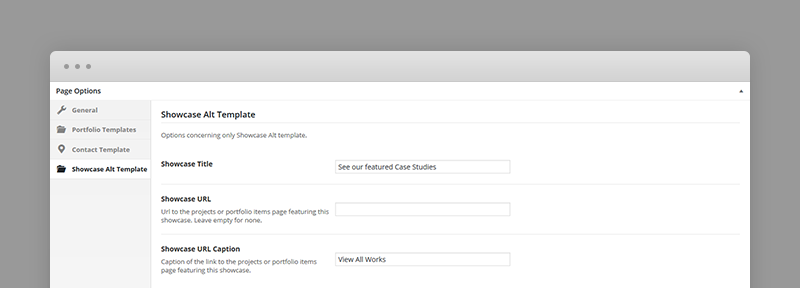 Page Options
General
Portfolio Templates
Contact Template
Showcase Alt Template
Showcase Alt Template
Options concerning only Showcase Alt template.
Showcase Title
See our featured Case Studies
Showcase URL
Url to the projects or portfolio items page featuring this
showcase. Leave empty for none.
Showcase URL Caption
Caption of the link to the projects or portfolio items
page featuring this showcase.
View All Works